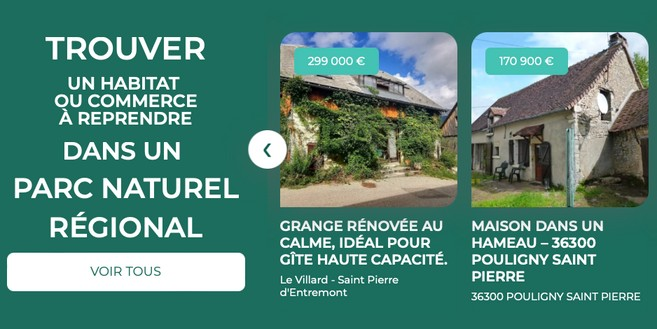 TROUVER
UN HABITAT
OU COMMERCE
À REPRENDRE
DANS UN
PARC NATUREL
RÉGIONAL
VOIR TOUS
299 000 €
GRANGE RÉNOVÉE AU
CALME, IDÉAL POUR
GÎTE HAUTE CAPACITÉ.
Le Villard - Saint Pierre
d'Entremont
170 900 €
MAISON DANS UN
HAMEAU – 36300
POULIGNY SAINT
PIERRE
36300 POULIGNY SAINT PIERRE